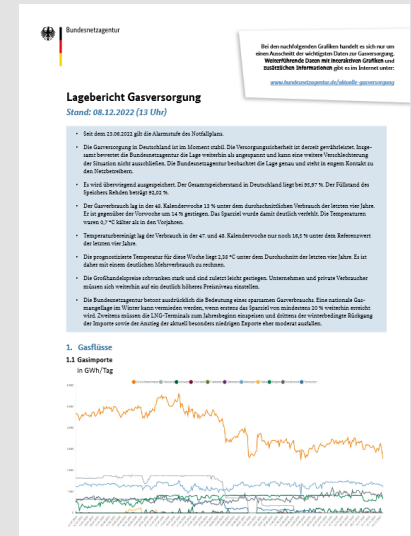 Bundesnetzagentur
Bei den nachfolgenden Grafiken handelt es sich nur um
einen Ausschnitt der wichtigsten Daten zur Gasversorgung.
Weiterführende Daten mit interaktiven Grafiken und
zusätzlichen Informationen gibt es im Internet unter:
www.bundesnetzagentur.de/aktuelle-gasversorgung
Lagebericht Gasversorgung
Stand: 08.12.2022 (13 Uhr)
• Seit dem 23.06.2022 gilt die Alarmstufe des Notfallplans.
• Die Gasversorgung in Deutschland ist im Moment stabil. Die Versorgungssicherheit ist derzeit gewährleistet. Insge-
samt bewertet die Bundesnetzagentur die Lage weiterhin als angespannt und kann eine weitere Verschlechterung
der Situation nicht ausschließen. Die Bundesnetzagentur beobachtet die Lage genau und steht in engem Kontakt zu
den Netzbetreibern.
• Es wird überwiegend ausgespeichert. Der Gesamtspeicherstand in Deutschland liegt bei 95,97 %. Der Füllstand des
Speichers Rehden beträgt 92,02 %.
• Der Gasverbrauch lag in der 48. Kalenderwoche 13 % unter dem durchschnittlichen Verbrauch der letzten vier Jahre.
Er ist gegenüber der Vorwoche um 14 % gestiegen. Das Sparziel wurde damit deutlich verfehlt. Die Temperaturen
waren 0,7 °C kälter als in den Vorjahren.
• Temperaturbereinigt lag der Verbrauch in der 47. und 48. Kalenderwoche nur noch 16,5 % unter dem Referenzwert
der letzten vier Jahre.
• Die prognostizierte Temperatur für diese Woche liegt 2,38 °C unter dem Durchschnitt der letzten vier Jahre. Es ist
daher mit einem deutlichen Mehrverbrauch zu rechnen.
• Die Großhandelspreise schwanken stark und sind zuletzt leicht gestiegen. Unternehmen und private Verbraucher
müssen sich weiterhin auf ein deutlich höheres Preisniveau einstellen.
• Die Bundesnetzagentur betont ausdrücklich die Bedeutung eines sparsamen Gasverbrauchs. Eine nationale Gas-
mangellage im Winter kann vermieden werden, wenn erstens das Sparziel von mindestens 20 % weiterhin erreicht
wird. Zweitens müssen die LNG-Terminals zum Jahresbeginn einspeisen und drittens der winterbedingte Rückgang
der Importe sowie der Anstieg der aktuell besonders niedrigen Exporte eher moderat ausfallen.
1. Gasflüsse
1.1 Gasimporte
in GWh/Tag